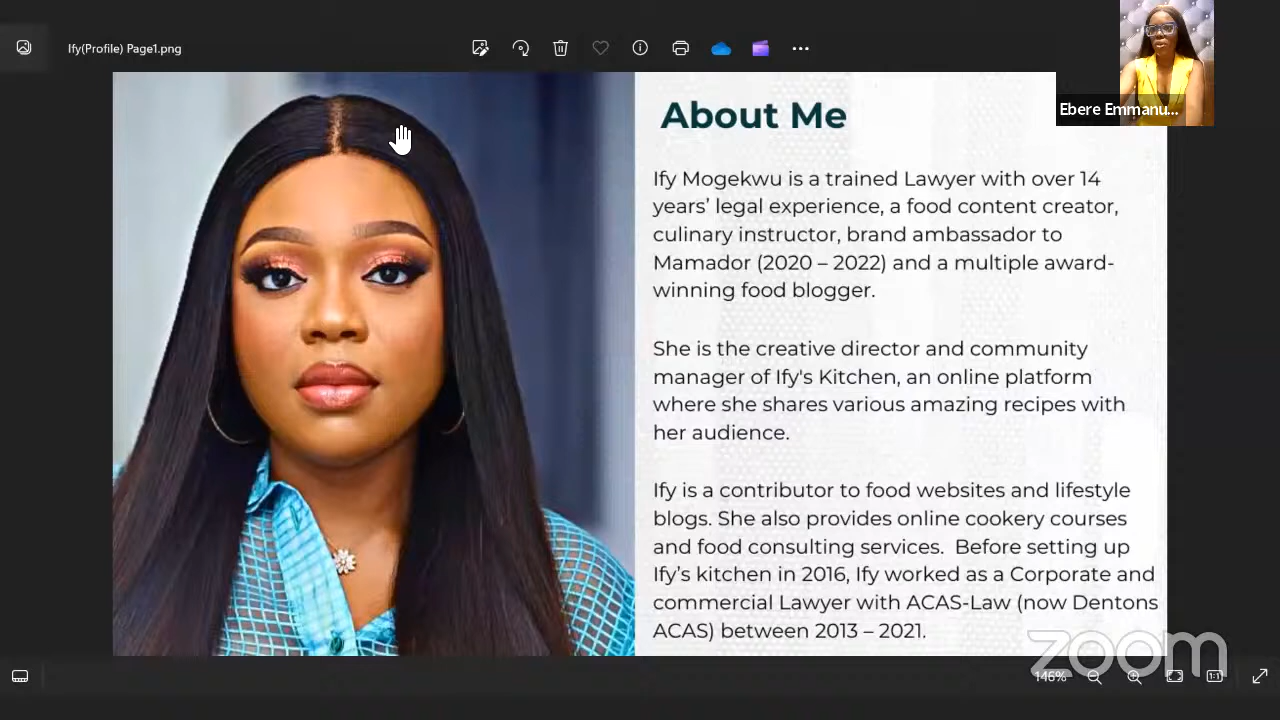 Ify(Profile) Page1.png
Ebere Emmanu...
About Me
Ify Mogekwu is a trained Lawyer with over 14
years’ legal experience, a food content creator,
culinary instructor, brand ambassador to
Mamador (2020 – 2022) and a multiple award-
winning food blogger.
She is the creative director and community
manager of Ify's Kitchen, an online platform
where she shares various amazing recipes with
her audience.
Ify is a contributor to food websites and lifestyle
blogs. She also provides online cookery courses
and food consulting services.  Before setting up
Ify’s kitchen in 2016, Ify worked as a Corporate and
commercial Lawyer with ACAS-Law (now Dentons
ACAS) between 2013 – 2021.
zoom
146%
1:1